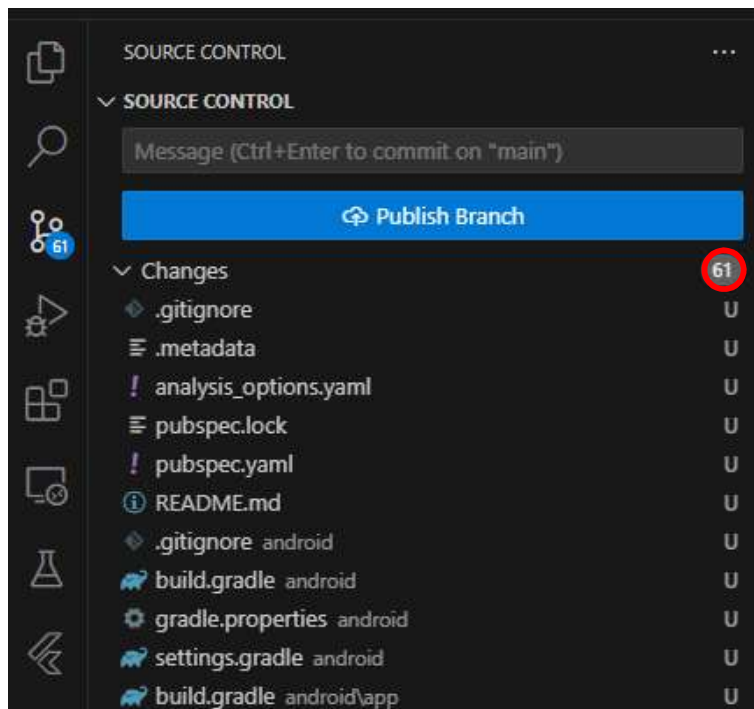 SOURCE CONTROL ...
SOURCE CONTROL
Message (Ctrl+Enter to commit on "main")
Publish Branch
61
Changes 61
.gitignore U
.metadata U
! analysis_options.yaml U
pubspec.lock U
! pubspec.yaml U
README.md U
.gitignore android U
build.gradle android U
gradle.properties android U
settings.gradle android U
build.gradle android\app U